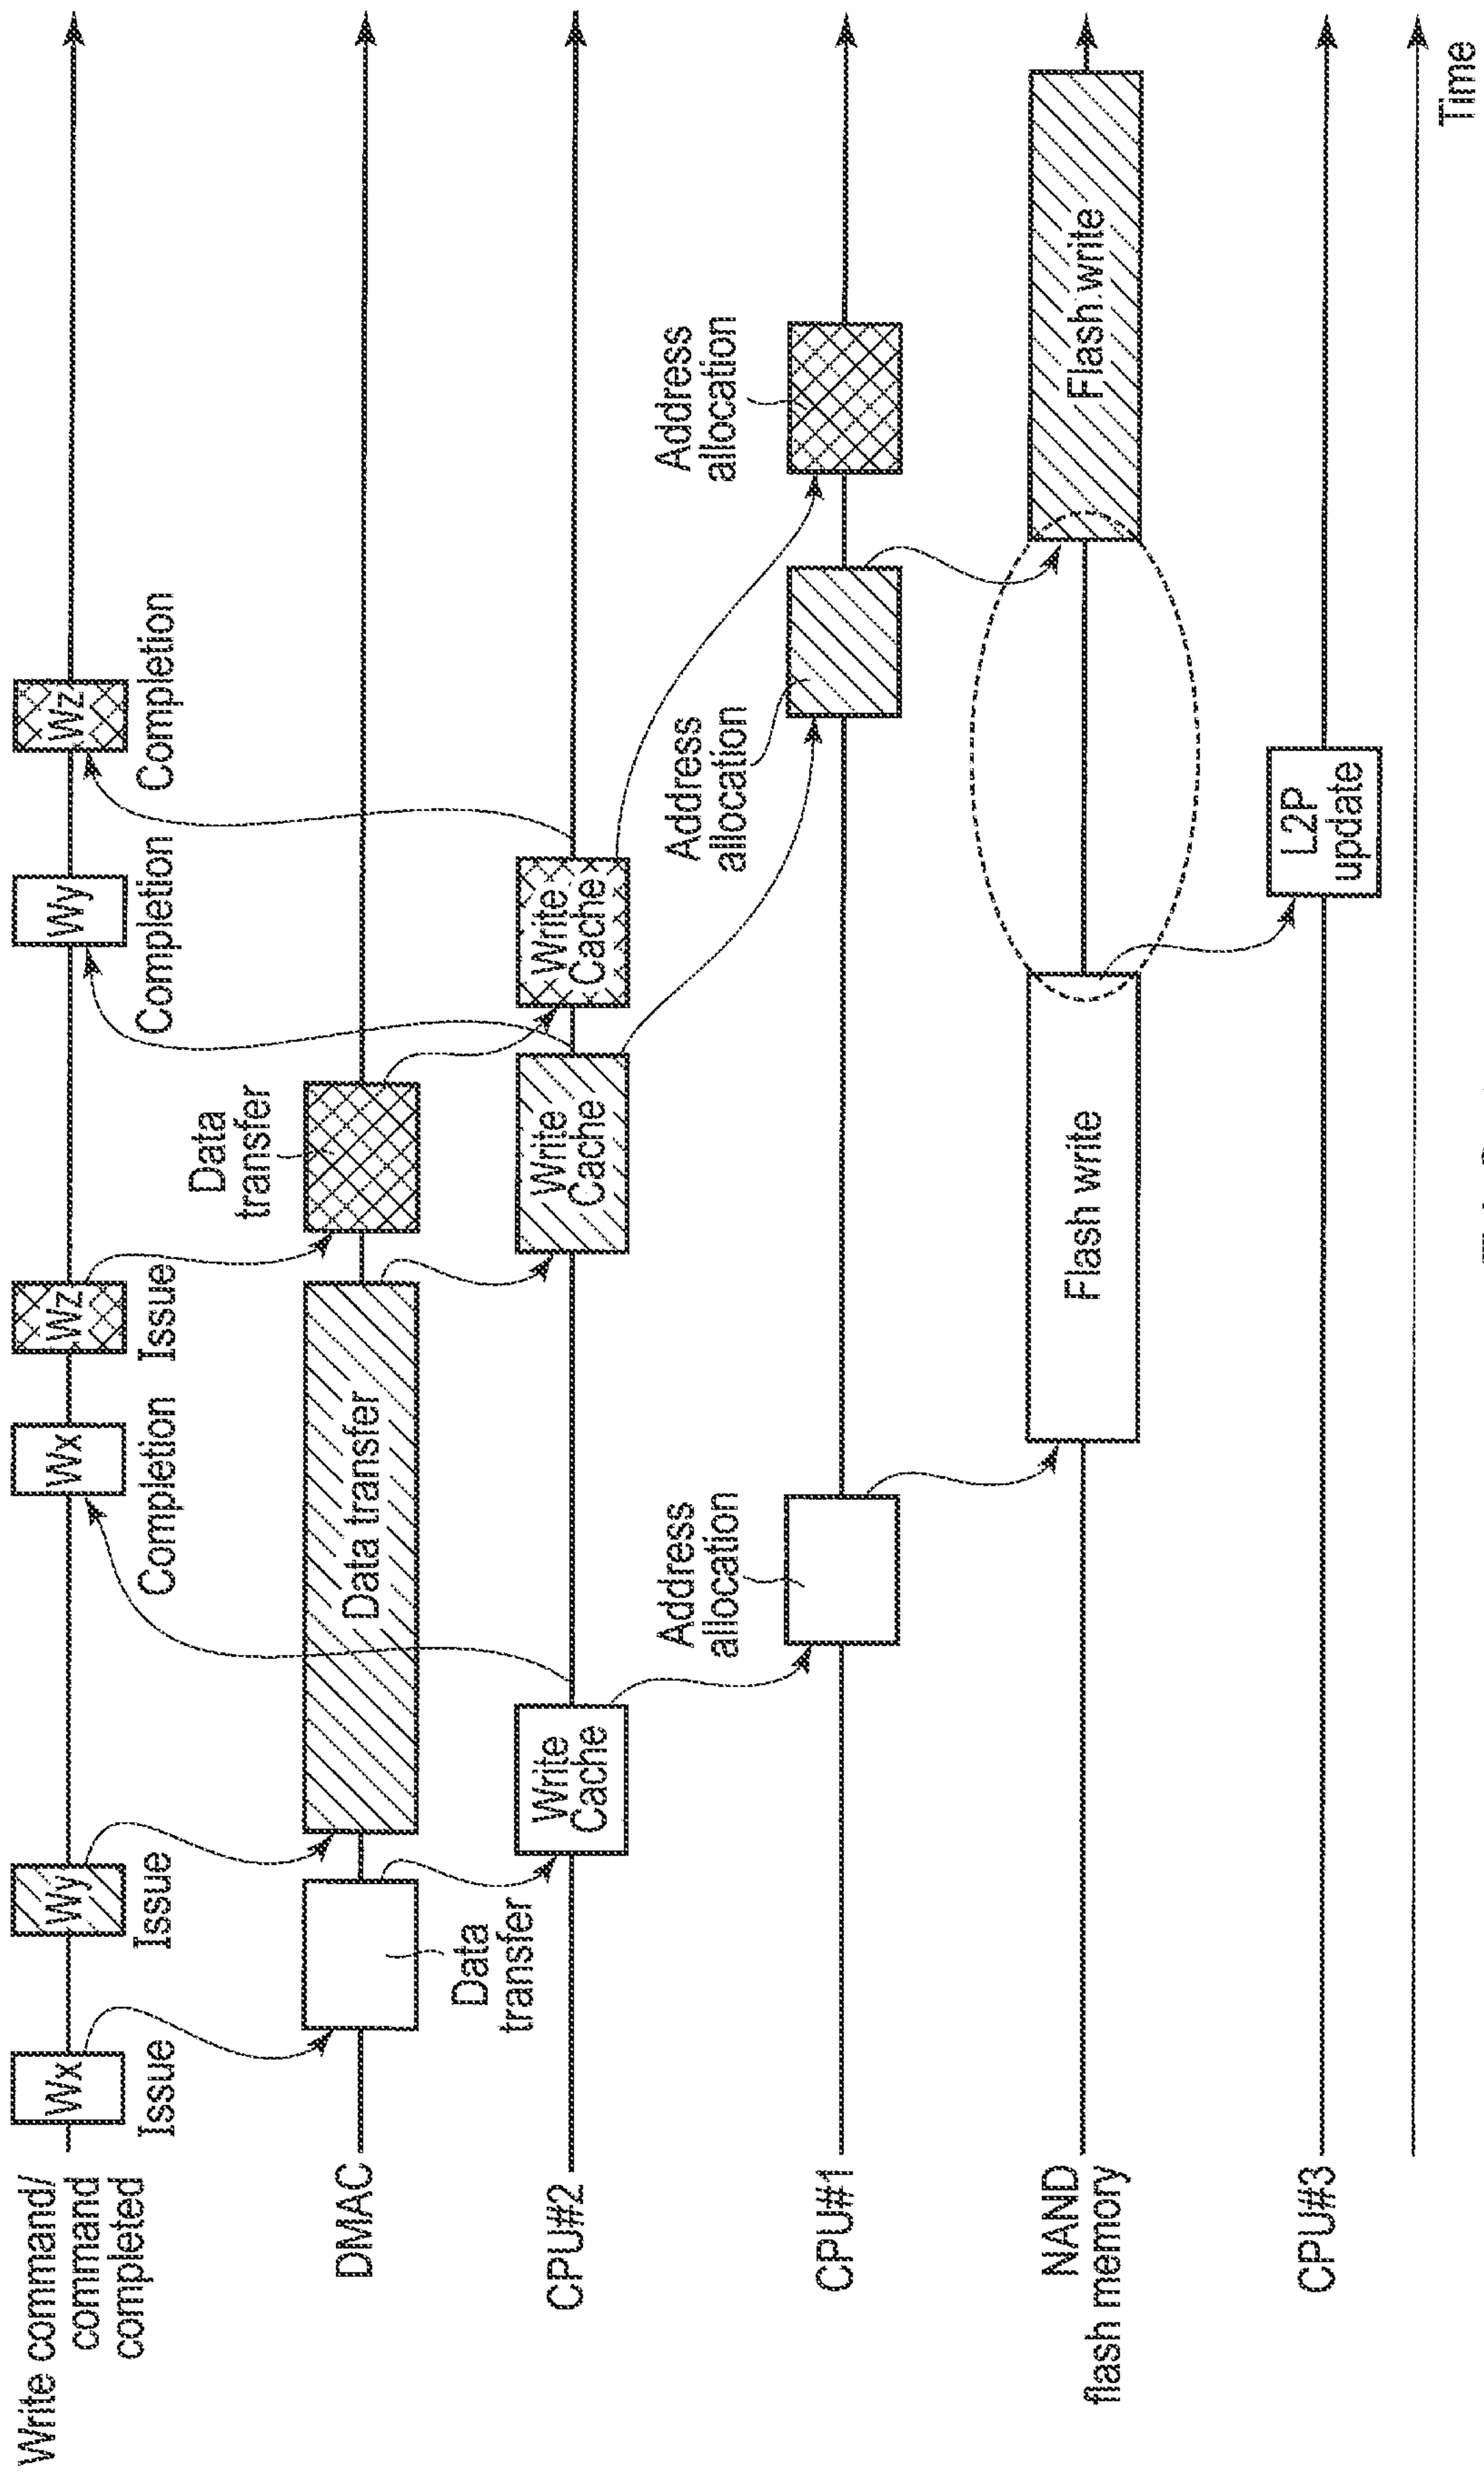 Write command/
command
completed
Wx
Issue
Wy
Issue
Wx
Completion
Wz
Issue
Wy
Completion
Wz
Completion
DMAC
Data
transfer
Data transfer
Data
transfer
CPU#2
Write
Cache
Write
Cache
Write
Cache
CPU#1
Address
allocation
Address
allocation
Address
allocation
NAND
flash memory
Flash write
Flash write
CPU#3
L2P
update
Time